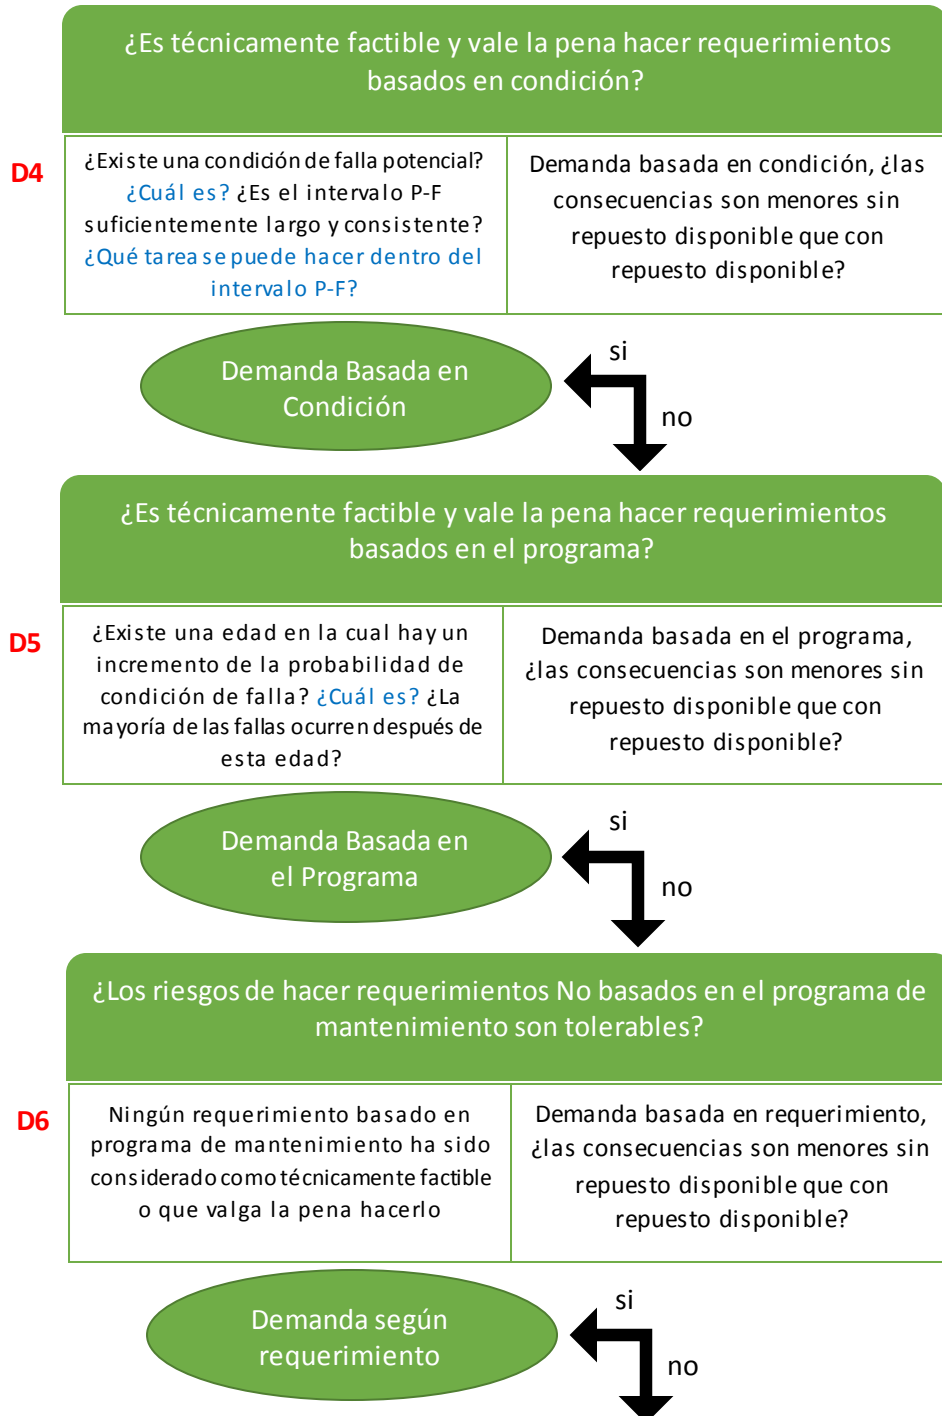 ¿Es técnicamente factible y vale la pena hacer requerimientos
basados en condición?
D4
¿Existe una condición de falla potencial?
¿Cuál es? ¿Es el intervalo P-F
suficientemente largo y consistente?
¿Qué tarea se puede hacer dentro del
intervalo P-F?
Demanda basada en condición, ¿las
consecuencias son menores sin
repuesto disponible que con
repuesto disponible?
Demanda Basada en
Condición
si
no
¿Es técnicamente factible y vale la pena hacer requerimientos
basados en el programa?
D5
¿Existe una edad en la cual hay un
incremento de la probabilidad de
condición de falla? ¿Cuál es? ¿La
mayoría de las fallas ocurren después de
esta edad?
Demanda basada en el programa,
¿las consecuencias son menores sin
repuesto disponible que con
repuesto disponible?
Demanda Basada en
el Programa
si
no
¿Los riesgos de hacer requerimientos No basados en el programa de
mantenimiento son tolerables?
D6
Ningún requerimiento basado en
programa de mantenimiento ha sido
considerado como técnicamente factible
o que valga la pena hacerlo
Demanda basada en requerimiento,
¿las consecuencias son menores sin
repuesto disponible que con
repuesto disponible?
Demanda según
requerimiento
si
no